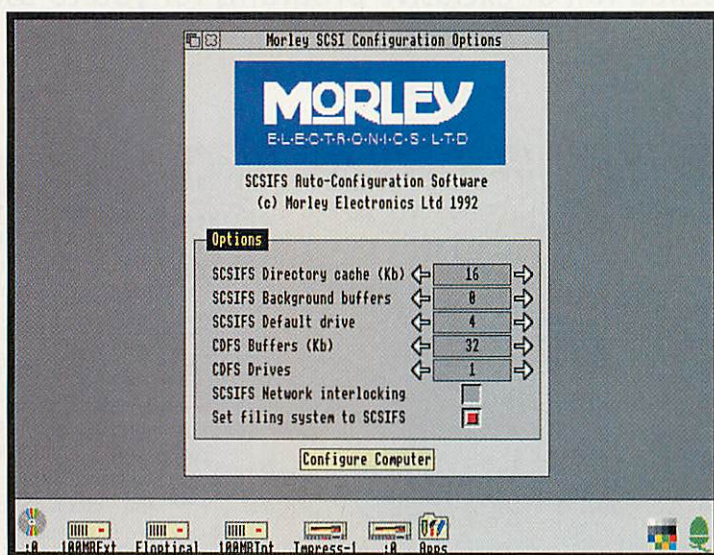 Morley SCSI Configuration Options
MORLEY
E·L·E·C·T·R·O·N·I·C·S· L·T·D
SCSIFS Auto-Configuration Software
(c) Morley Electronics Ltd 1992
Options
SCSIFS Directory cache (Kb) 16
SCSIFS Background buffers 0
SCSIFS Default drive 4
CDFS Buffers (Kb) 32
CDFS Drives 1
SCSIFS Network interlocking
Set filing system to SCSIFS
Configure Computer
:0 100MBExt Floptical 100MBInt Impress-1 :0 Apps